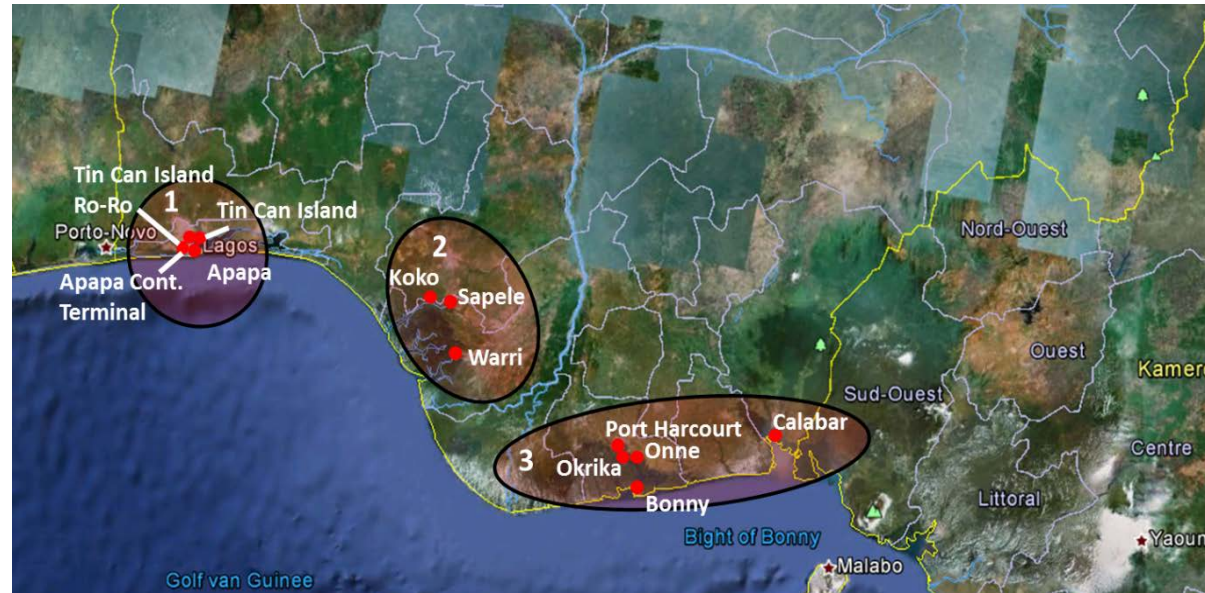 Tin Can Island
Ro-Ro
1
Tin Can Island
Porto-Novo
Lagos
Apapa Cont.
Terminal
Apapa
2
Koko
Sapele
Warri
3
Port Harcourt
Onne
Okrika
Bonny
Calabar
Nord-Ouest
Ouest
Kamer
Sud-Ouest
Centre
Littoral
Yaoun
Bight of Bonny
Malabo
Golf van Guinee